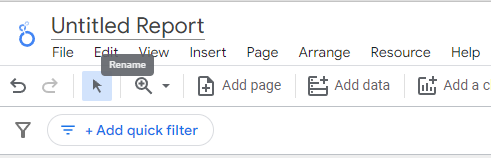 Untitled Report
File Edit View Insert Page Arrange Resource Help
Rename
Add page Add data Add a c
+ Add quick filter